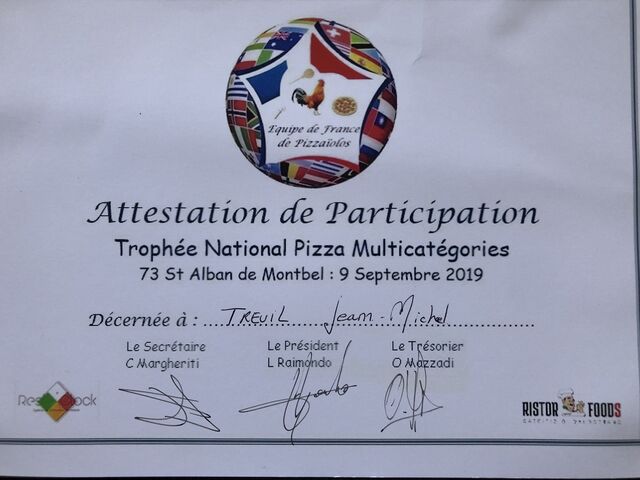 Equipe de France
de Pizzaïolos
Attestation de Participation
Trophée National Pizza Multicatégories
73 St Alban de Montbel : 9 Septembre 2019
Décernée à : TREUIL Jean-Michel
Le Secrétaire Le Président Le Trésorier
C Margheriti L Raimondo O Mazzadi
RISTOR FOODS